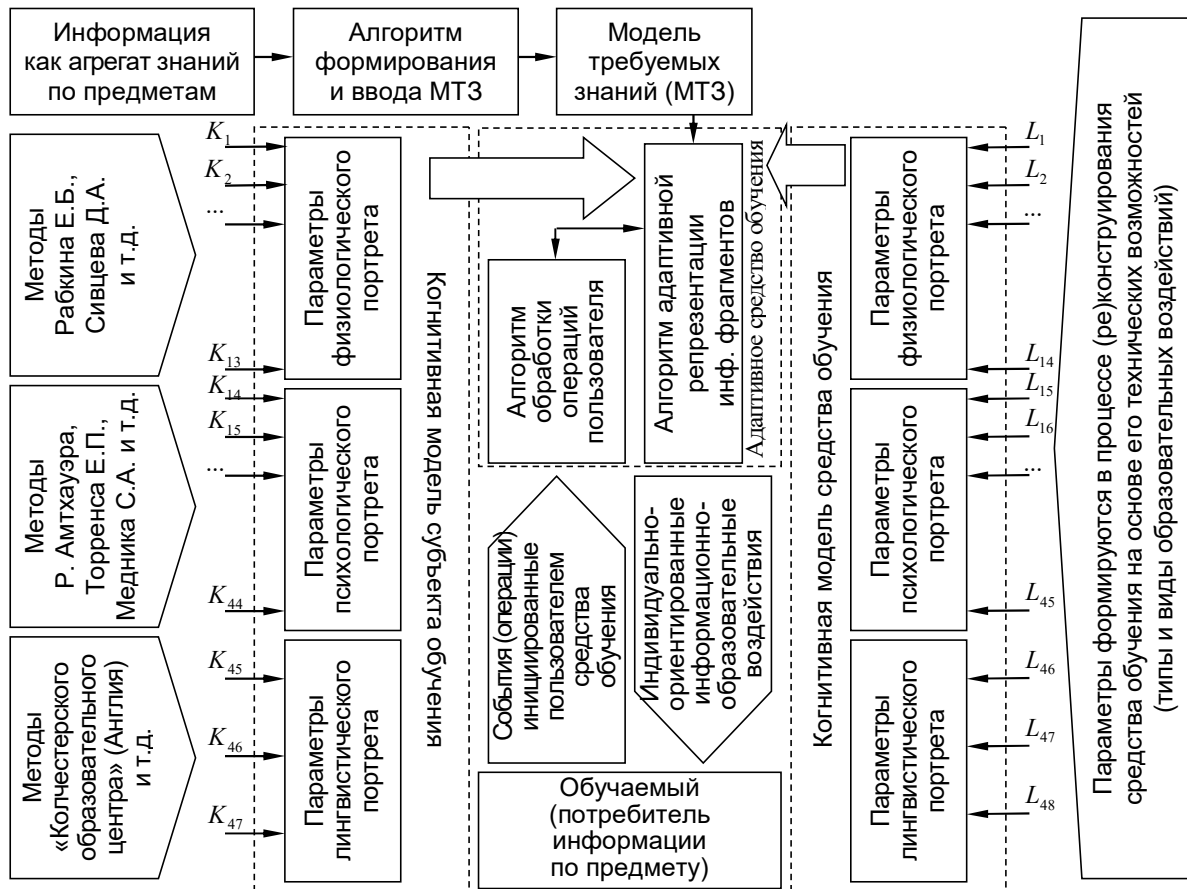 Информация
как агрегат знаний
по предметам
Алгоритм
формирования
и ввода МТЗ
Модель
требуемых
знаний (МТЗ)
Методы
Рабкина Е.Б.,
Сивцева Д.А.
и т.д.
K1
K2
...
K13
Параметры
физиологического
портрета
Методы
Р. Амтхауэра,
Торренса Е.П.,
Медника С.А. и т.д.
K14
K15
...
K44
Параметры
психологического
портрета
Методы
«Колчестерского
образовательного
центра» (Англия)
и т.д.
K45
K46
K47
Параметры
лингвистического
портрета
Когнитивная модель субъекта обучения
Алгоритм
обработки
операций
пользователя
Алгоритм адаптивной
репрезентации
инф. фрагментов
Адаптивное средство обучения
События (операции)
инициированные
пользователем
средства
обучения
Индивидуально-
ориентированные
информационно-
образовательные
воздействия
Обучаемый
(потребитель
информации
по предмету)
Когнитивная модель средства обучения
Параметры
физиологического
портрета
L1
L2
...
L14
Параметры
психологического
портрета
L15
L16
...
L45
Параметры
лингвистического
портрета
L46
L47
L48
Параметры формируются в процессе (ре)конструирования
средства обучения на основе его технических возможностей
(типы и виды образовательных воздействий)